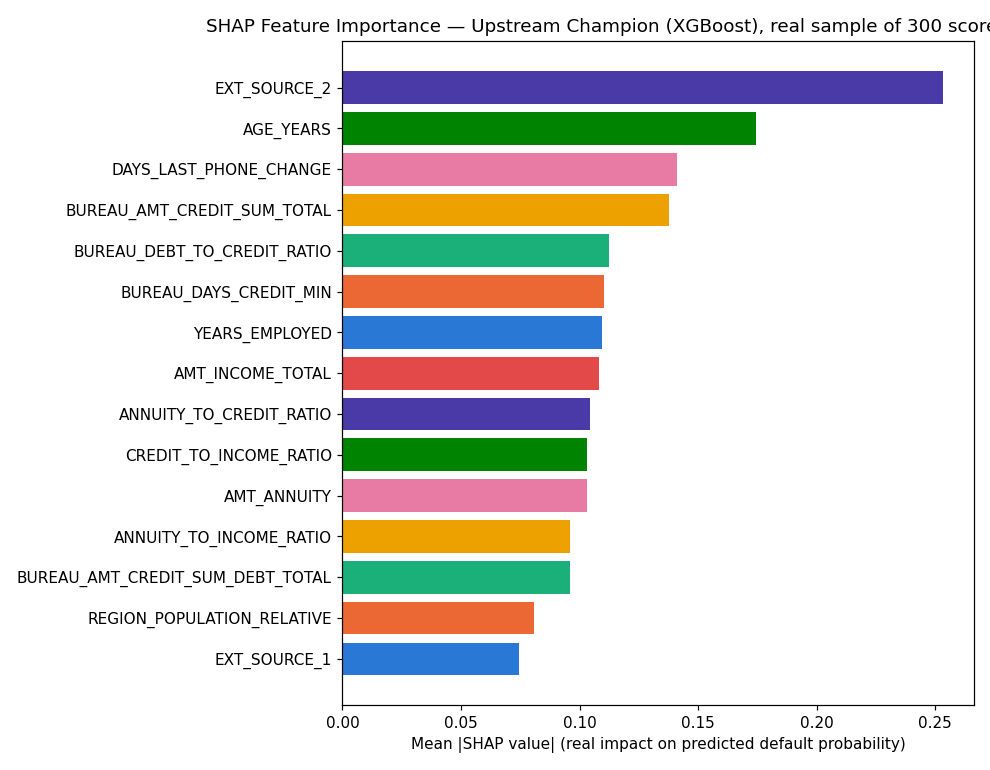 SHAP Feature Importance — Upstream Champion (XGBoost), real sample of 300 score
EXT_SOURCE_2
AGE_YEARS
DAYS_LAST_PHONE_CHANGE
BUREAU_AMT_CREDIT_SUM_TOTAL
BUREAU_DEBT_TO_CREDIT_RATIO
BUREAU_DAYS_CREDIT_MIN
YEARS_EMPLOYED
AMT_INCOME_TOTAL
ANNUITY_TO_CREDIT_RATIO
CREDIT_TO_INCOME_RATIO
AMT_ANNUITY
ANNUITY_TO_INCOME_RATIO
BUREAU_AMT_CREDIT_SUM_DEBT_TOTAL
REGION_POPULATION_RELATIVE
EXT_SOURCE_1
0.00 0.05 0.10 0.15 0.20 0.25
Mean |SHAP value| (real impact on predicted default probability)